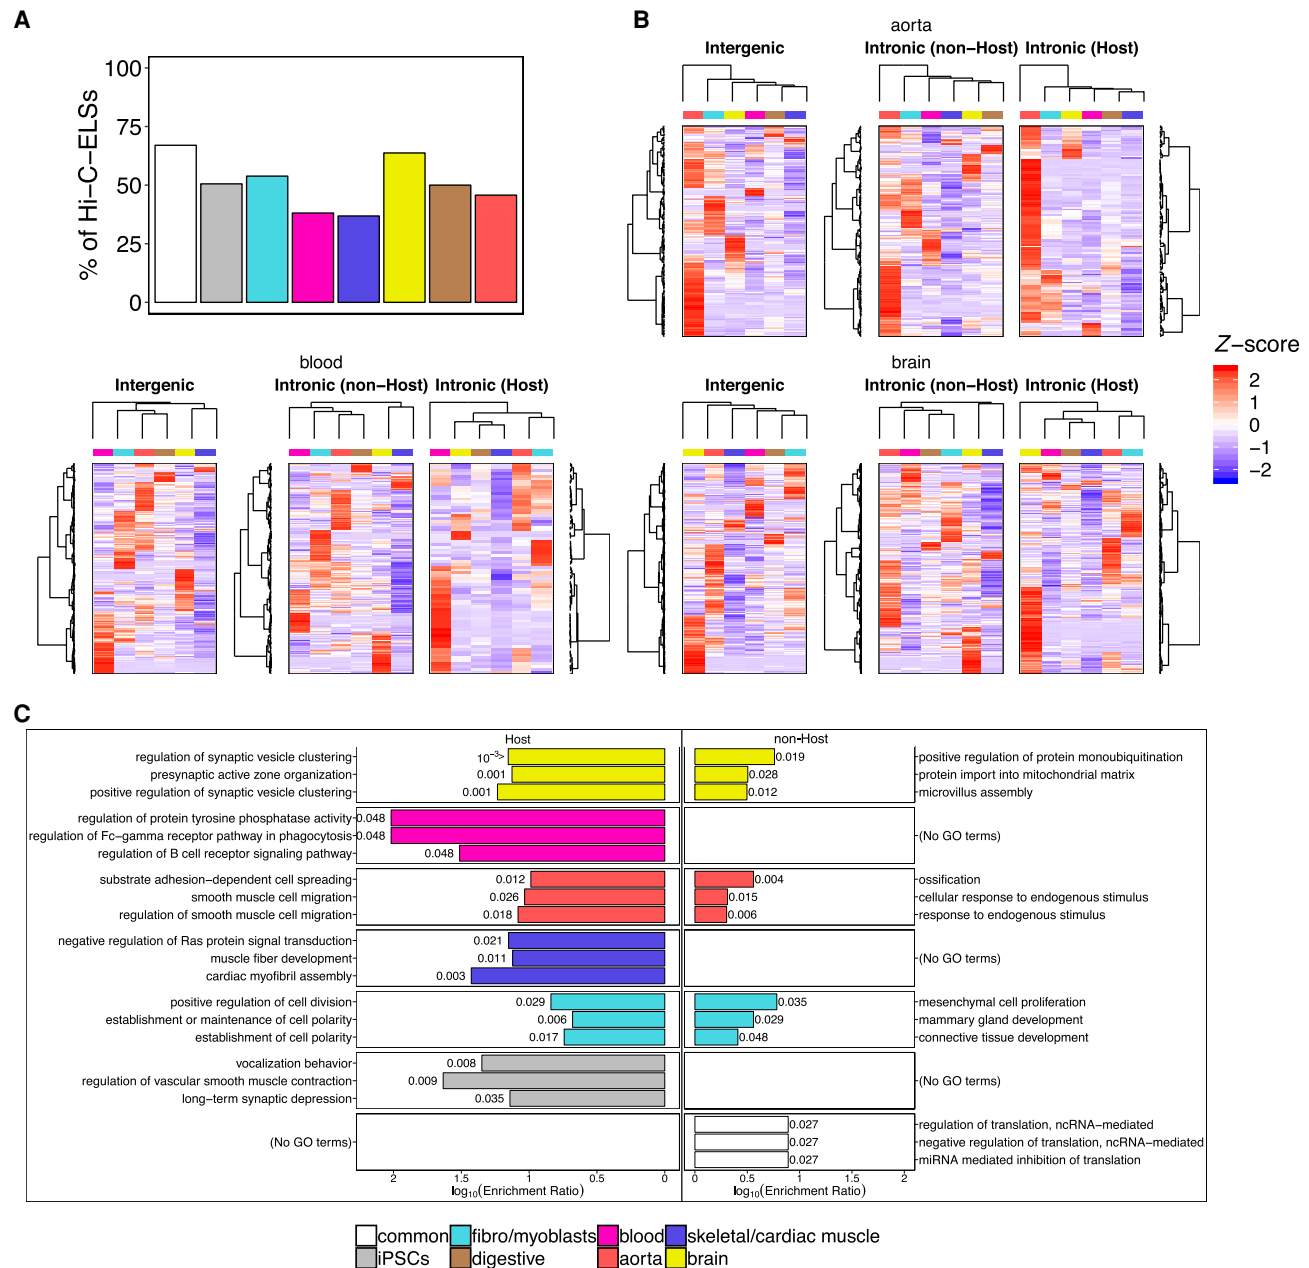 A
% of Hi-C-ELSs
100
75
50
25
0
B
aorta
Intergenic
Intronic (non-Host)
Intronic (Host)
blood
Intergenic
Intronic (non-Host)
Intronic (Host)
brain
Intergenic
Intronic (non-Host)
Intronic (Host)
Z-score
2
1
0
-1
-2
C
Host
non-Host
regulation of synaptic vesicle clustering
10^-3>
0.019
positive regulation of protein monoubiquitination
presynaptic active zone organization
0.001
0.028
protein import into mitochondrial matrix
positive regulation of synaptic vesicle clustering
0.001
0.012
microvillus assembly
regulation of protein tyrosine phosphatase activity
0.048
regulation of Fc-gamma receptor pathway in phagocytosis
0.048
(No GO terms)
regulation of B cell receptor signaling pathway
0.048
substrate adhesion-dependent cell spreading
0.012
0.004
ossification
smooth muscle cell migration
0.026
0.015
cellular response to endogenous stimulus
regulation of smooth muscle cell migration
0.018
0.006
response to endogenous stimulus
negative regulation of Ras protein signal transduction
0.021
muscle fiber development
0.011
(No GO terms)
cardiac myofibril assembly
0.003
positive regulation of cell division
0.029
0.035
mesenchymal cell proliferation
establishment or maintenance of cell polarity
0.006
0.029
mammary gland development
establishment of cell polarity
0.017
0.048
connective tissue development
vocalization behavior
0.008
regulation of vascular smooth muscle contraction
0.009
(No GO terms)
long-term synaptic depression
0.035
(No GO terms)
0.027
regulation of translation, ncRNA-mediated
0.027
negative regulation of translation, ncRNA-mediated
0.027
miRNA mediated inhibition of translation
2 1.5 1 0.5 0
0 0.5 1 1.5 2
log10(Enrichment Ratio)
log10(Enrichment Ratio)
common
fibro/myoblasts
blood
skeletal/cardiac muscle
iPSCs
digestive
aorta
brain